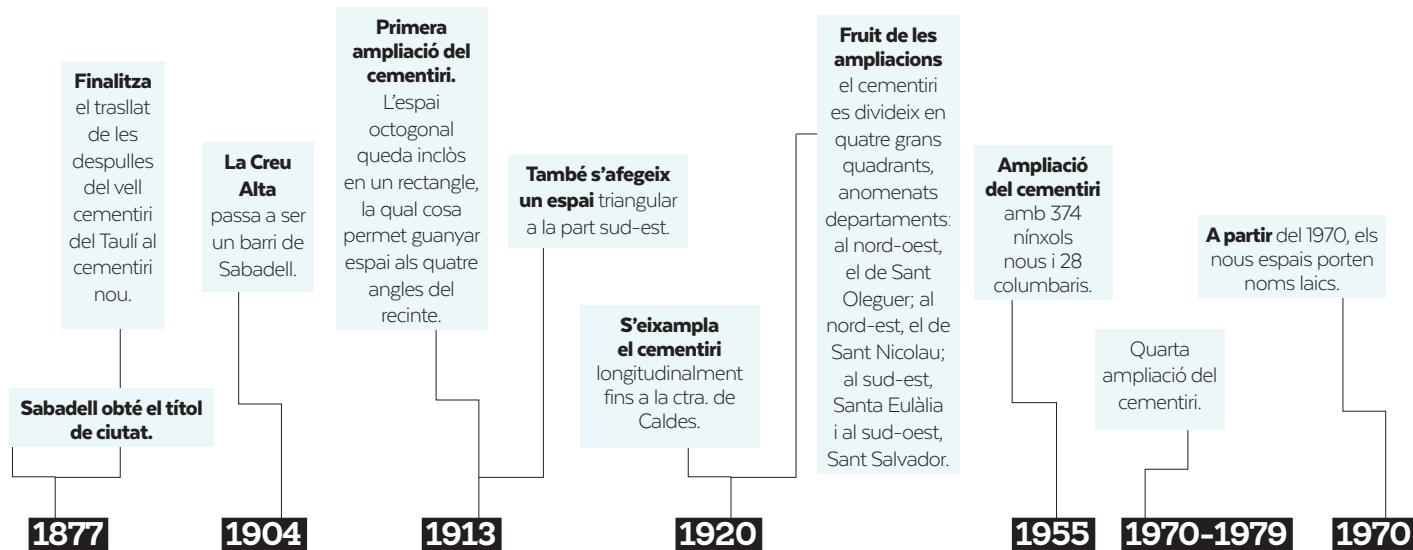 Finalitza
el trasllat
de les
despulles
del vell
cementiri
del Taulí al
cementiri
nou.
Sabadell obté el títol
de ciutat.
1877
La Creu
Alta
passa a ser
un barri de
Sabadell.
1904
Primera
ampliació del
cementiri.
L'espai
octogonal
queda inclòs
en un rectangle,
la qual cosa
permet guanyar
espai als quatre
angles del
recinte.
També s'afegeix
un espai triangular
a la part sud-est.
1913
S'eixampla
el cementiri
longitudinalment
fins a la ctra. de
Caldes.
Fruit de les
ampliacions
el cementiri
es divideix en
quatre grans
quadrants,
anomenats
departaments:
al nord-oest,
el de Sant
Oleguer; al
nord-est, el de
Sant Nicolau;
al sud-est,
Santa Eulàlia
i al sud-oest,
Sant Salvador.
1920
Ampliació
del cementiri
amb 374
nínxols
nous i 28
columbaris.
1955
Quarta
ampliació del
cementiri.
1970-1979
A partir del 1970, els
nous espais porten
noms laics.
1970